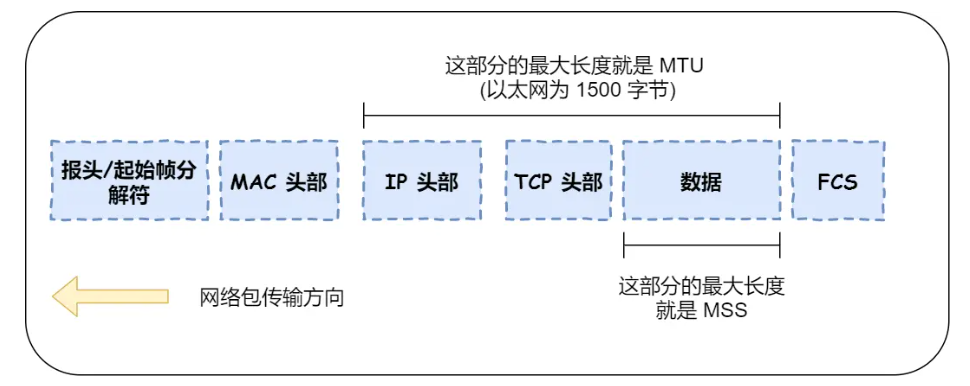 这部分的最大长度就是 MTU
(以太网为 1500 字节)
报头/起始帧分
解符
MAC 头部
IP 头部
TCP 头部
数据
FCS
网络包传输方向
这部分的最大长度
就是 MSS